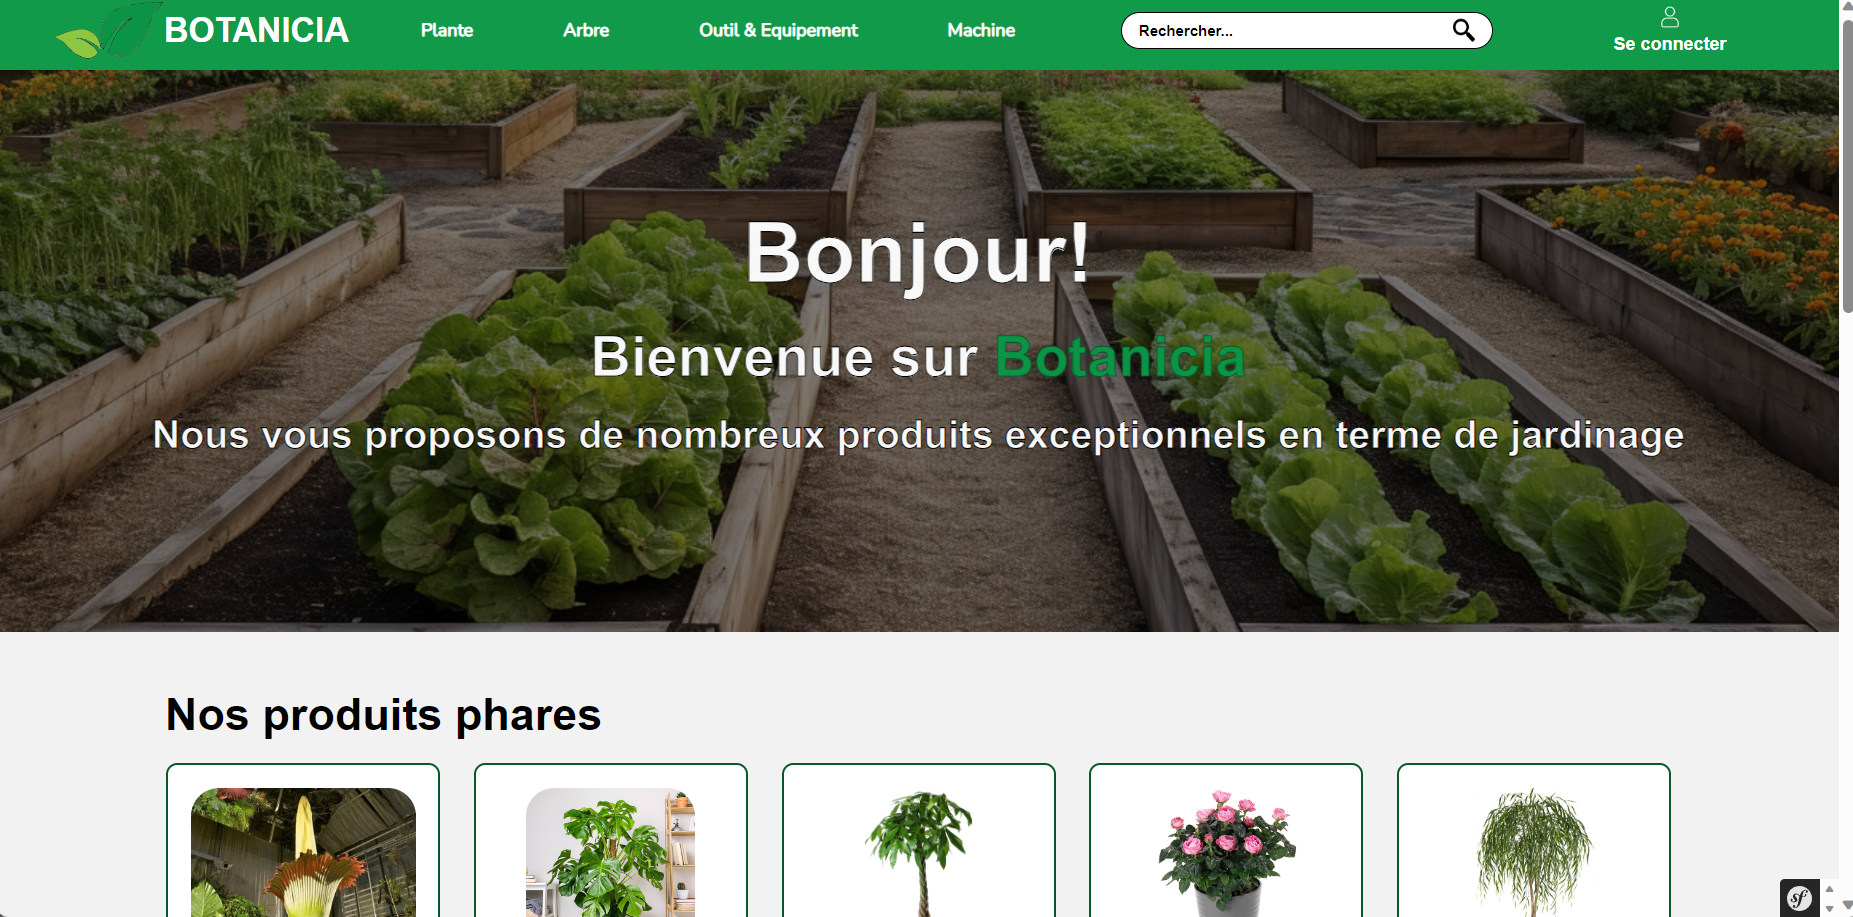 BOTANICIA
Plante
Arbre
Outil & Equipement
Machine
Rechercher...
Se connecter
Bonjour!
Bienvenue sur Botanicia
Nous vous proposons de nombreux produits exceptionnels en terme de jardinage
Nos produits phares
sf